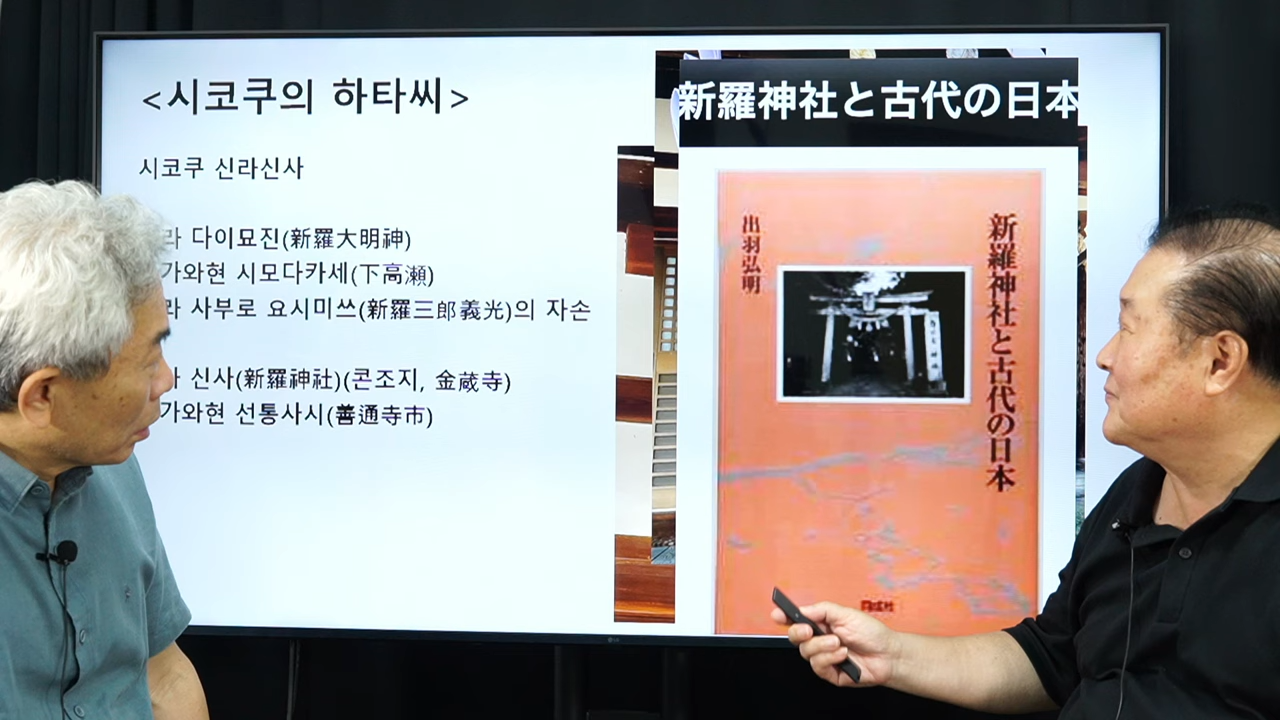 <시코쿠의 하타씨>
시코쿠 신라신사
라 다이묘진(新羅大明神)
가와현 시모다카세(下高瀬)
라 사부로 요시미쓰(新羅三郎義光)의 자손
신사(新羅神社)(콘조지, 金蔵寺)
가와현 선통사시(善通寺市)
新羅神社と古代の日本
新羅神社と古代の日本
出羽弘明
同成社
LG